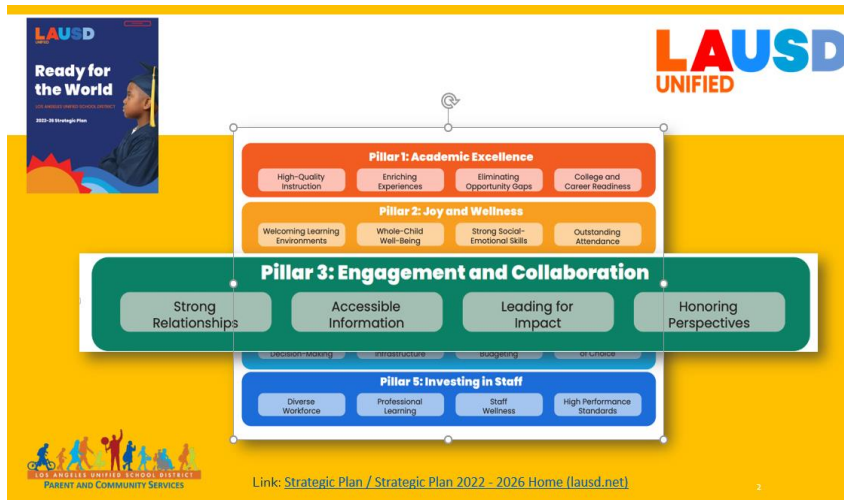 LAUSD
UNIFIED
Ready for
the World
LOS ANGELES UNIFIED SCHOOL DISTRICT
2022-26 Strategic Plan
LAUSD
UNIFIED
Pillar 1: Academic Excellence
High-Quality
Instruction
Enriching
Experiences
Eliminating
Opportunity Gaps
College and
Career Readiness
Pillar 2: Joy and Wellness
Welcoming Learning
Environments
Whole-Child
Well-Being
Strong Social-
Emotional Skills
Outstanding
Attendance
Pillar 3: Engagement and Collaboration
Strong
Relationships
Accessible
Information
Leading for
Impact
Honoring
Perspectives
Decision-Making
Infrastructure
Budgeting
of Choice
Pillar 5: Investing in Staff
Diverse
Workforce
Professional
Learning
Staff
Wellness
High Performance
Standards
LOS ANGELES UNIFIED SCHOOL DISTRICT
PARENT AND COMMUNITY SERVICES
Link: Strategic Plan / Strategic Plan 2022 - 2026 Home (lausd.net)
2